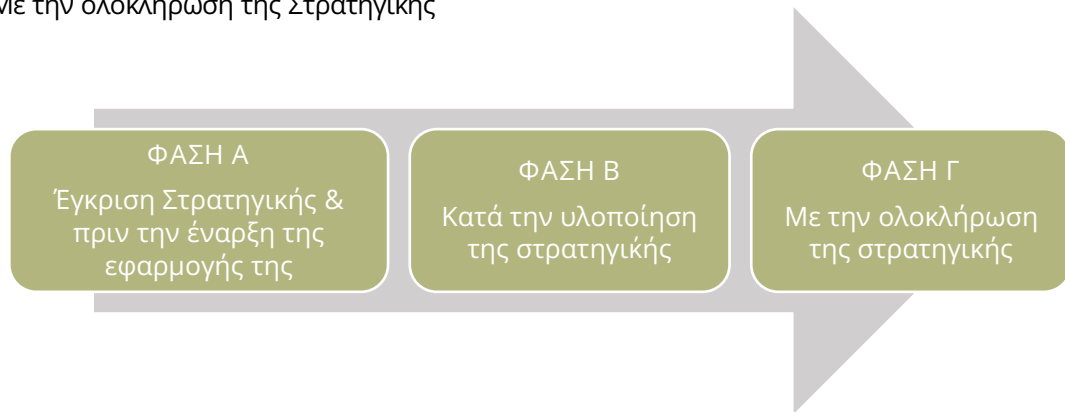 Με την ολοκλήρωση της Στρατηγικής
ΦΑΣΗ Α
Έγκριση Στρατηγικής &
πριν την έναρξη της
εφαρμογής της
ΦΑΣΗ Β
Κατά την υλοποίηση
της στρατηγικής
ΦΑΣΗ Γ
Με την ολοκλήρωση
της στρατηγικής